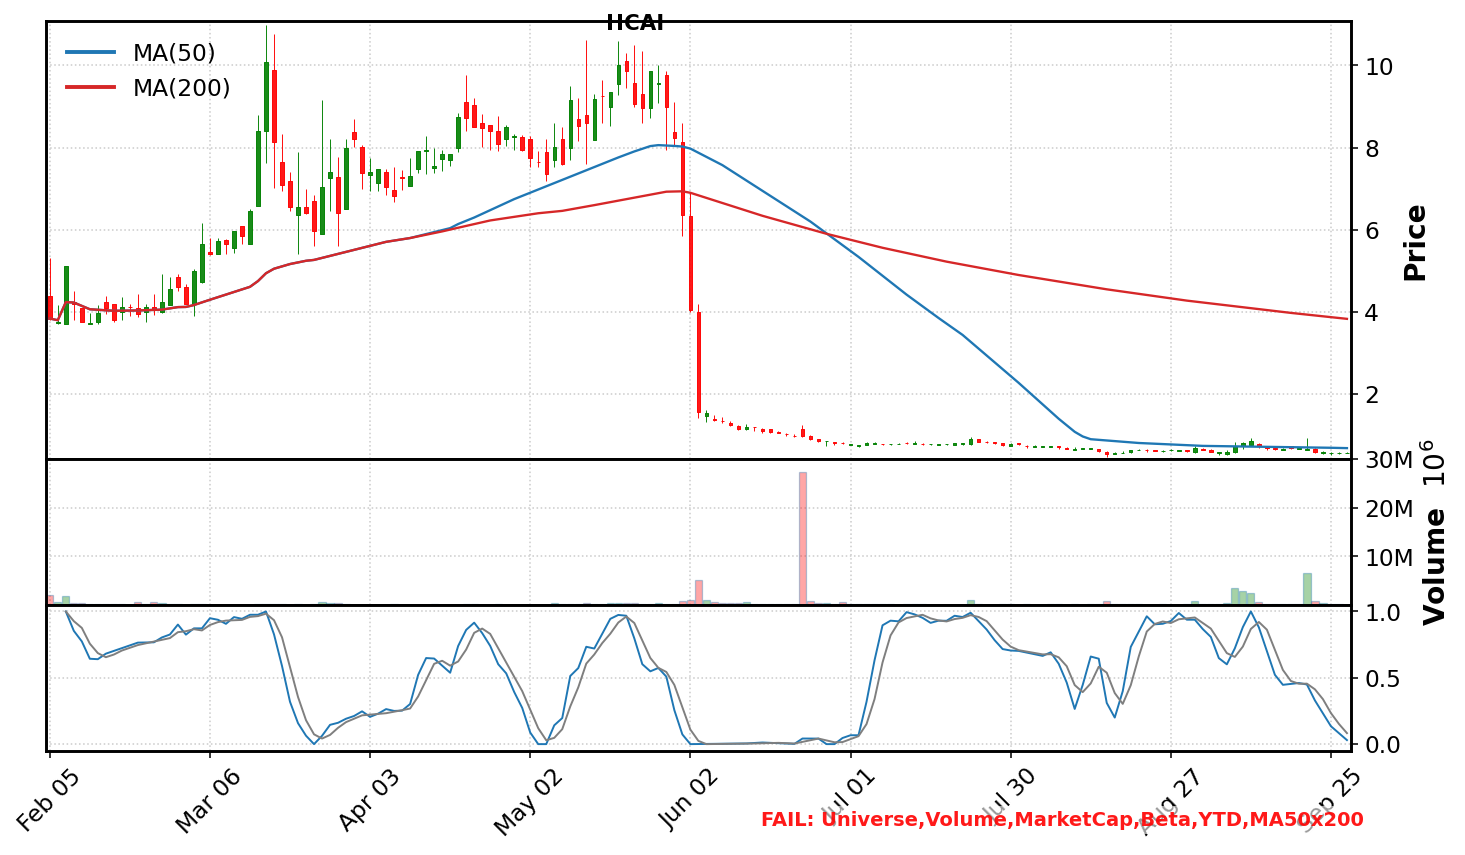 HCAI
MA(50)
MA(200)
10
8
6
4
2
Price
30M
20M
10M
Volume 10^6
1.0
0.5
0.0
Feb 05
Mar 06
Apr 03
May 02
Jun 02
Jul 01
Jul 30
Aug 27
Sep 25
FAIL: Universe,Volume,MarketCap,Beta,YTD,MA50x200